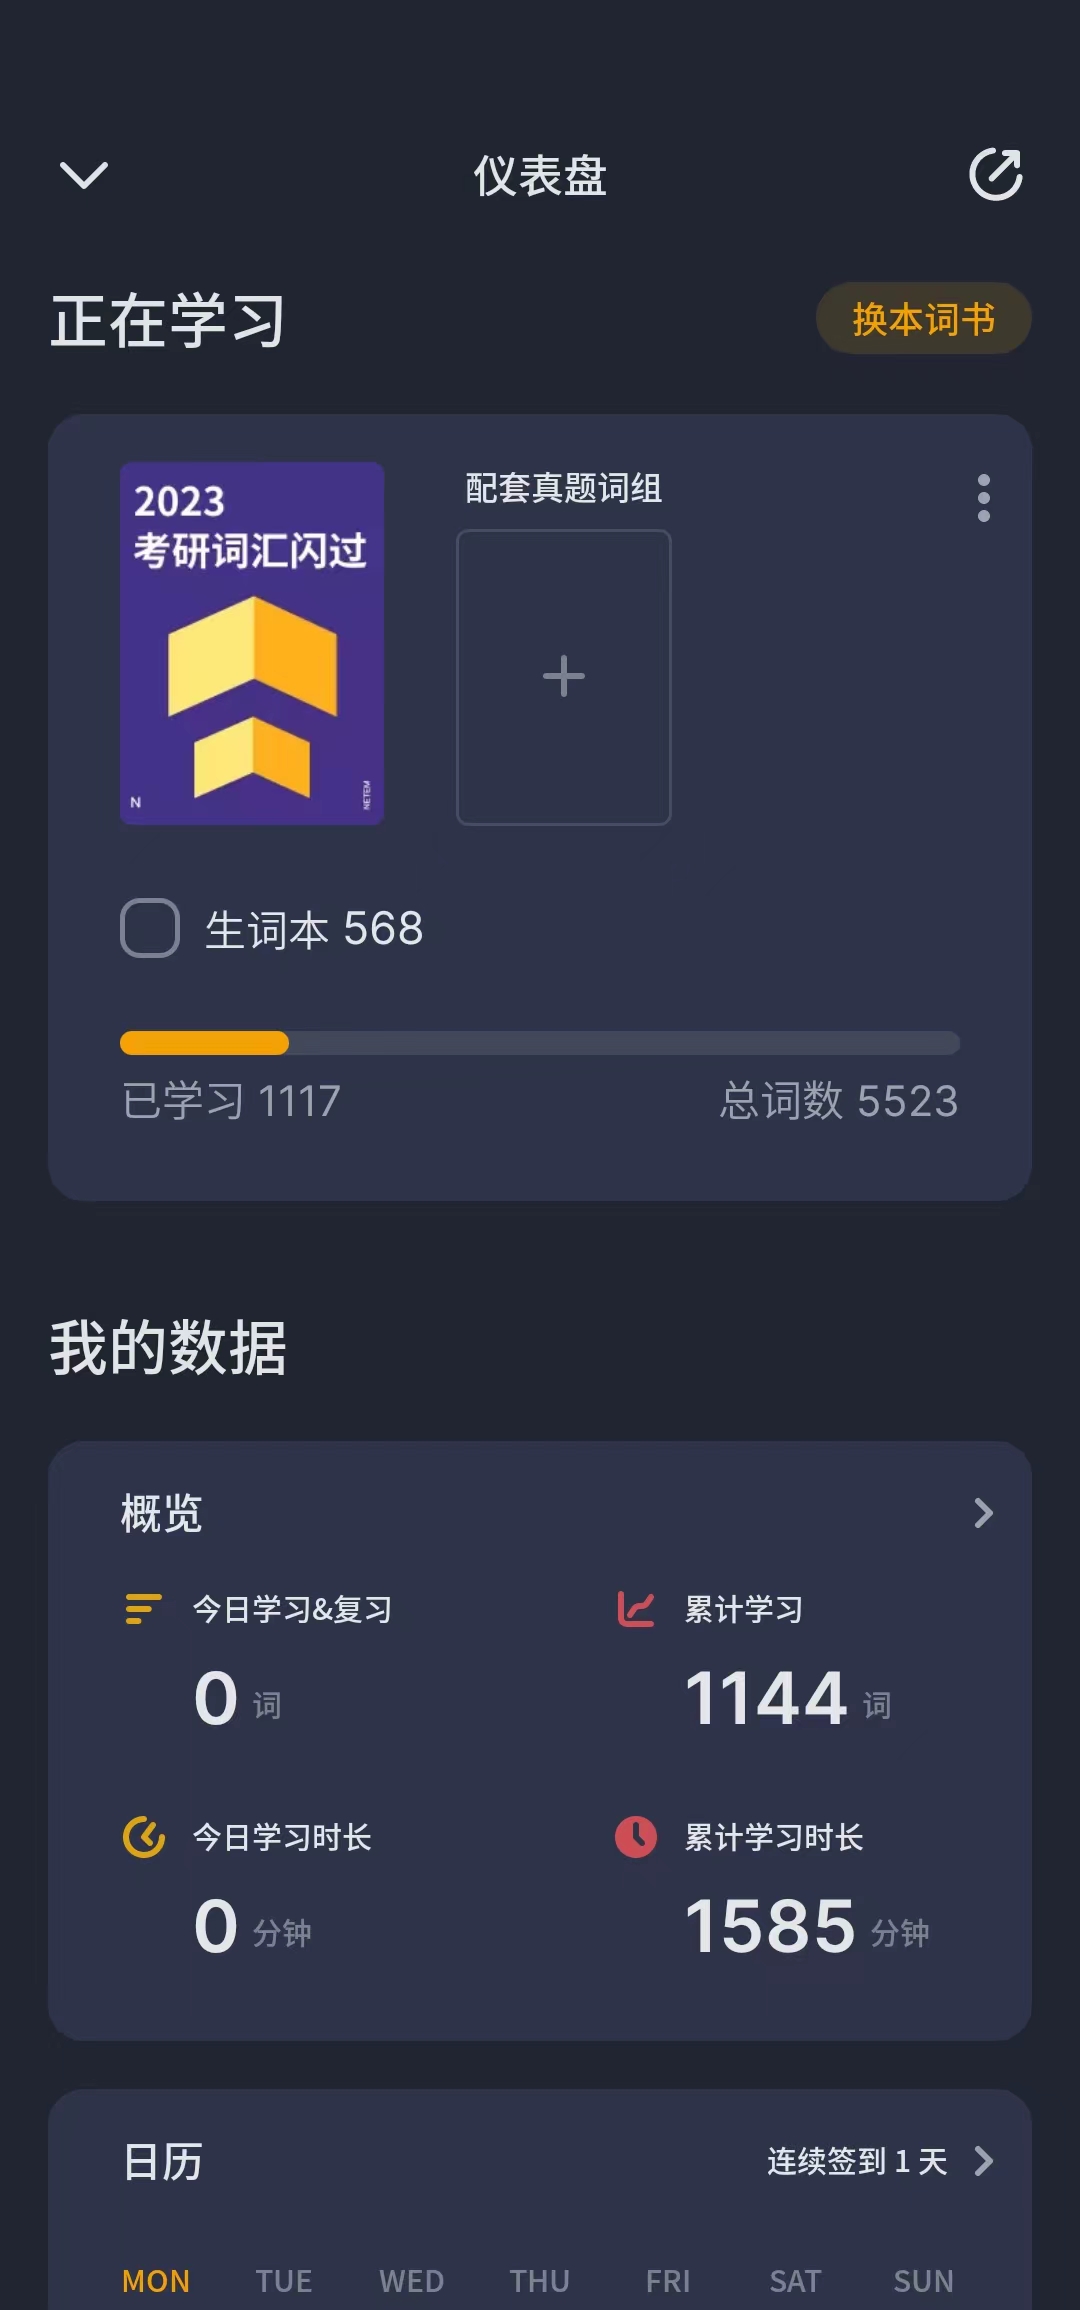 仪表盘
正在学习
换本词书
2023
考研词汇闪过
N
NETEM
配套真题词组
生词本 568
已学习 1117
总词数 5523
我的数据
概览
今日学习&复习
累计学习
0 词
1144 词
今日学习时长
累计学习时长
0 分钟
1585 分钟
日历
连续签到 1 天
MON TUE WED THU FRI SAT SUN